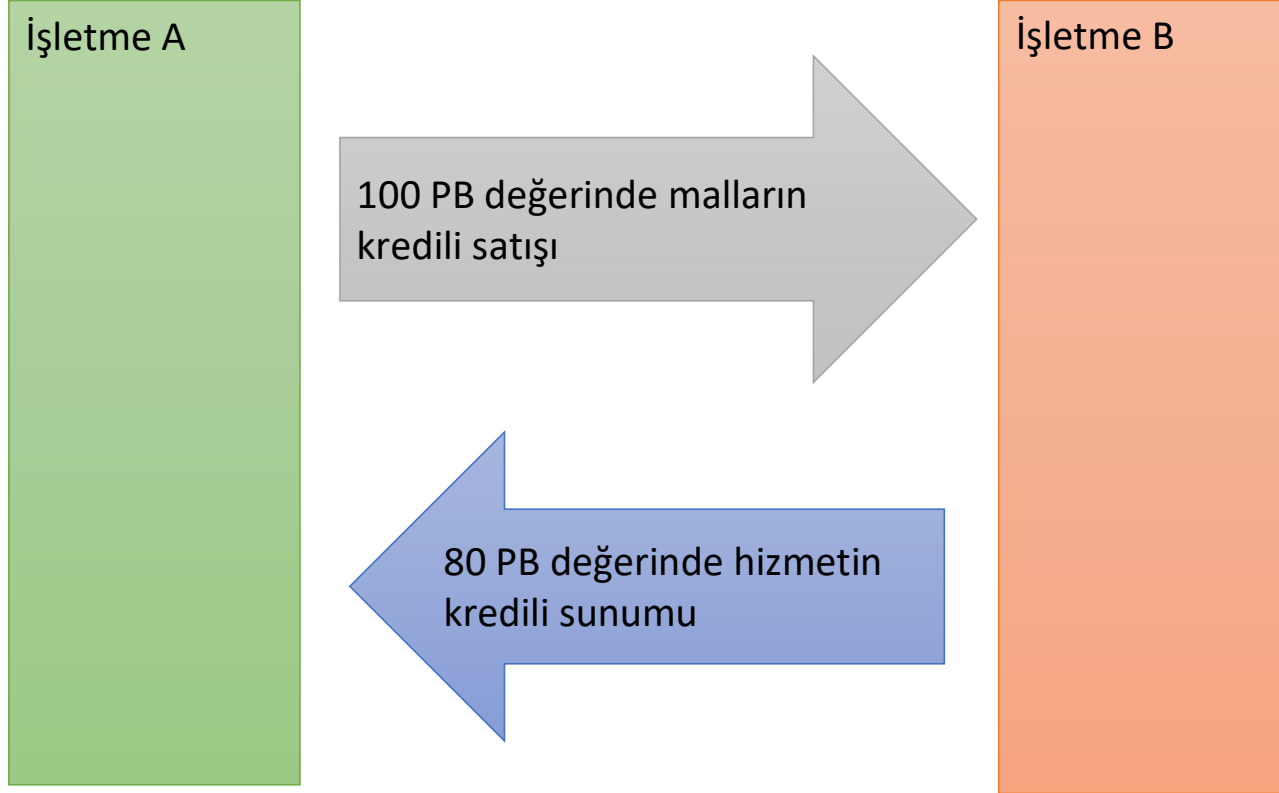 İşletme A
İşletme B
100 PB değerinde malların
kredili satışı
80 PB değerinde hizmetin
kredili sunumu